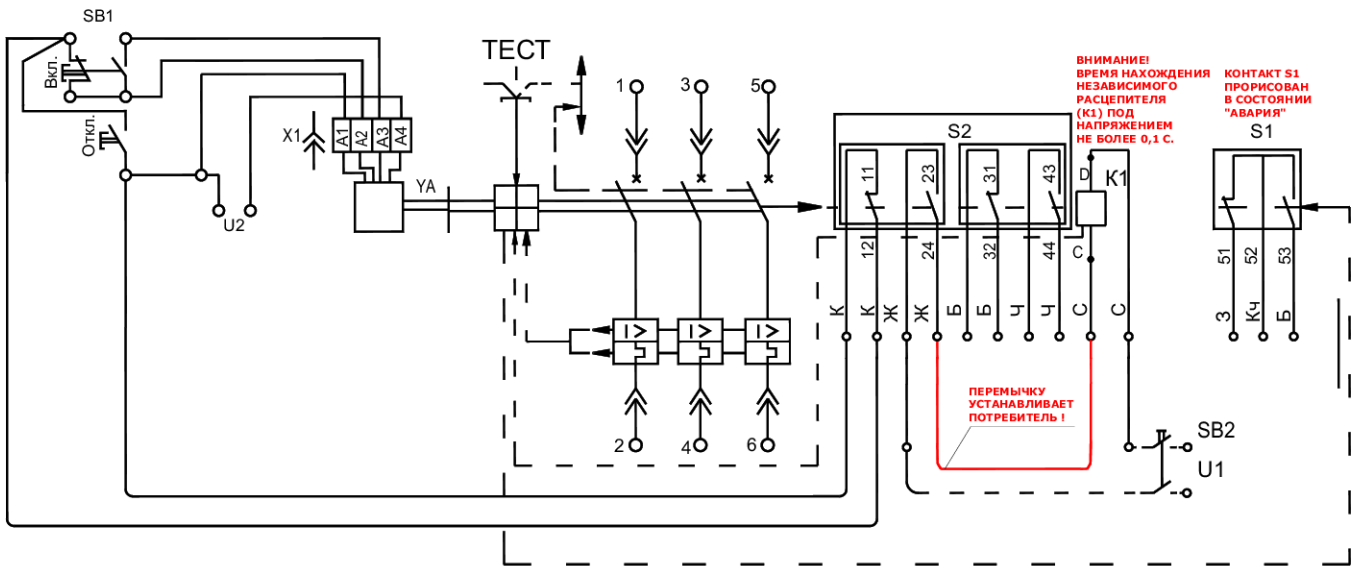 SB1
Вкл.
Откл.
X1
A1
A2
A3
A4
YA
U2
ТЕСТ
1
3
5
2
4
6
I >
I >
I >
S2
11
23
31
43
12
24
32
44
D
K1
C
ВНИМАНИЕ!
ВРЕМЯ НАХОЖДЕНИЯ
НЕЗАВИСИМОГО
РАСЦЕПИТЕЛЯ
(К1) ПОД
НАПРЯЖЕНИЕМ
НЕ БОЛЕЕ 0,1 С.
КОНТАКТ S1
ПРОРИСОВАН
В СОСТОЯНИИ
"АВАРИЯ"
S1
51
52
53
К
К
Ж
Ж
Б
Б
Ч
Ч
С
С
З
Кч
Б
ПЕРЕМЫЧКУ
УСТАНАВЛИВАЕТ
ПОТРЕБИТЕЛЬ !
SB2
U1